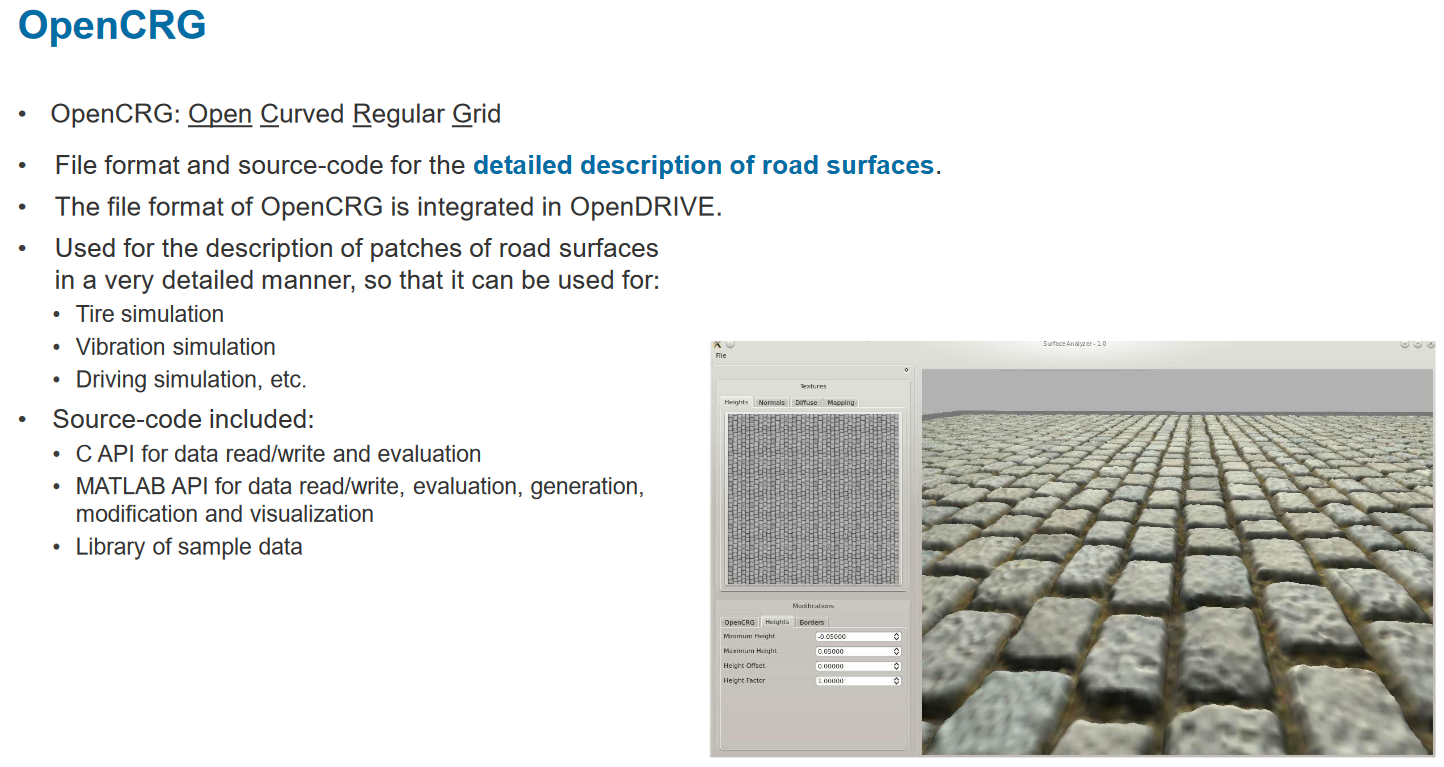 OpenCRG
• OpenCRG: Open Curved Regular Grid
• File format and source-code for the detailed description of road surfaces.
• The file format of OpenCRG is integrated in OpenDRIVE.
• Used for the description of patches of road surfaces
in a very detailed manner, so that it can be used for:
• Tire simulation
• Vibration simulation
• Driving simulation, etc.
• Source-code included:
• C API for data read/write and evaluation
• MATLAB API for data read/write, evaluation, generation,
modification and visualization
• Library of sample data
Surface Analyzer - 1.0
File
Textures
Heights Normals Diffuse Mapping
Modifications
OpenCRG Heights Borders
Minimum Height -0.05000
Maximum Height 0.05000
Height Offset 0.00000
Height Factor 1.00000